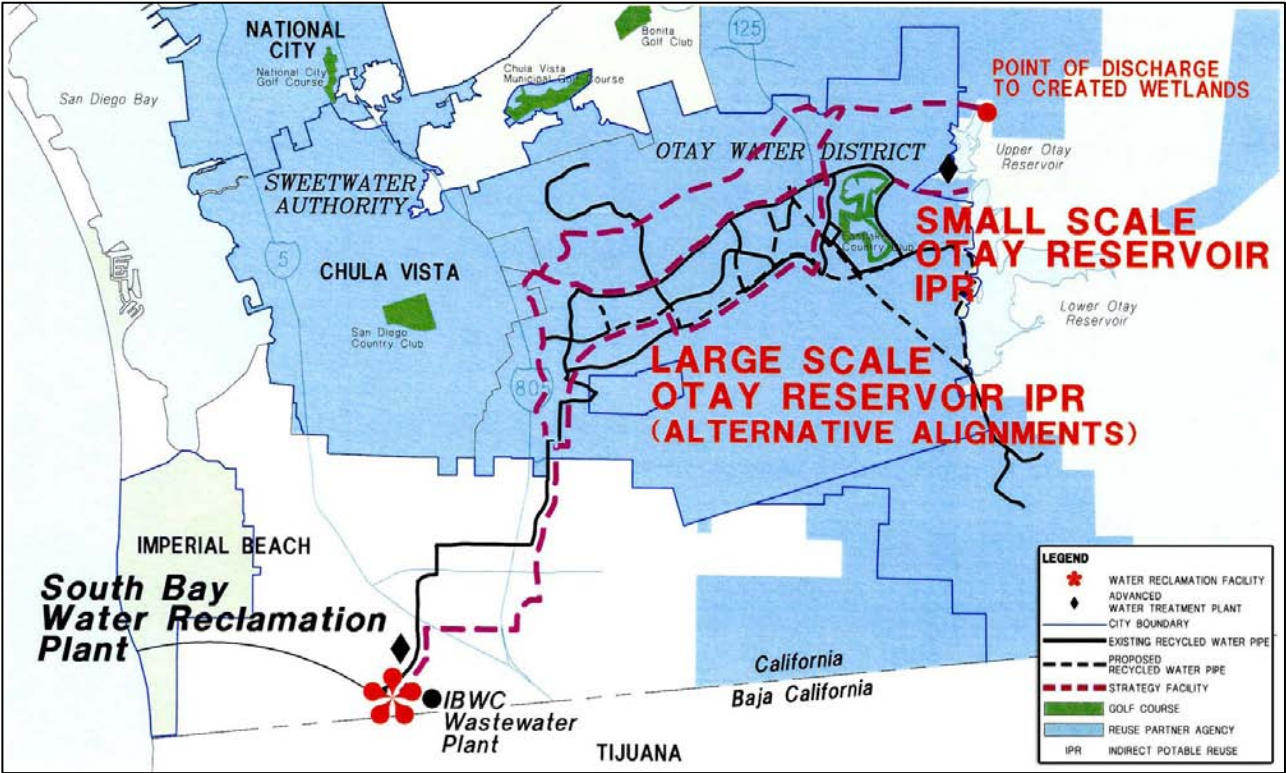 NATIONAL
CITY
National City
Golf Course
San Diego Bay
Chula Vista
Municipal Golf Course
Bonita
Golf Club
125
POINT OF DISCHARGE
TO CREATED WETLANDS
Upper Otay
Reservoir
OTAY WATER DISTRICT
SWEETWATER
AUTHORITY
5
CHULA VISTA
San Diego
Country Club
805
Country Club
SMALL SCALE
OTAY RESERVOIR
IPR
Lower Otay
Reservoir
LARGE SCALE
OTAY RESERVOIR IPR
(ALTERNATIVE ALIGNMENTS)
IMPERIAL BEACH
South Bay
Water Reclamation
Plant
IBWC
Wastewater
Plant
California
Baja California
TIJUANA
LEGEND
WATER RECLAMATION FACILITY
ADVANCED
WATER TREATMENT PLANT
CITY BOUNDARY
EXISTING RECYCLED WATER PIPE
PROPOSED
RECYCLED WATER PIPE
STRATEGY FACILITY
GOLF COURSE
REUSE PARTNER AGENCY
IPR INDIRECT POTABLE REUSE